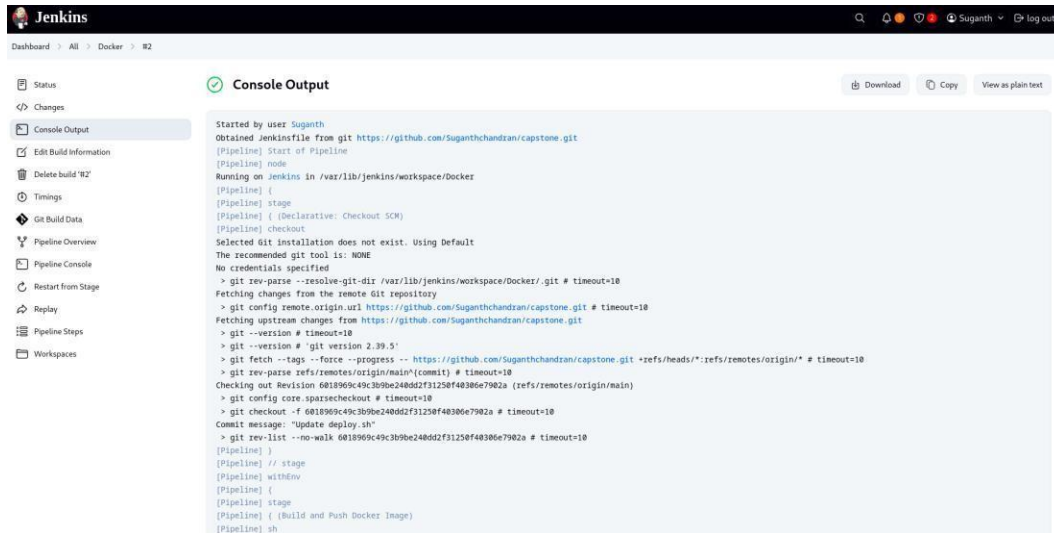 Jenkins
1
2
Suganth
log out
Dashboard > All > Docker > #2
Status
Changes
Console Output
Edit Build Information
Delete build '#2'
Timings
Git Build Data
Pipeline Overview
Pipeline Console
Restart from Stage
Replay
Pipeline Steps
Workspaces
Console Output
Download
Copy
View as plain text
Started by user Suganth
Obtained Jenkinsfile from git https://github.com/Suganthchandran/capstone.git
[Pipeline] Start of Pipeline
[Pipeline] node
Running on Jenkins in /var/lib/jenkins/workspace/Docker
[Pipeline] {
[Pipeline] stage
[Pipeline] { (Declarative: Checkout SCM)
[Pipeline] checkout
Selected Git installation does not exist. Using Default
The recommended git tool is: NONE
No credentials specified
> git rev-parse --resolve-git-dir /var/lib/jenkins/workspace/Docker/.git # timeout=10
Fetching changes from the remote Git repository
> git config remote.origin.url https://github.com/Suganthchandran/capstone.git # timeout=10
Fetching upstream changes from https://github.com/Suganthchandran/capstone.git
> git --version # timeout=10
> git --version # 'git version 2.39.5'
> git fetch --tags --force --progress -- https://github.com/Suganthchandran/capstone.git +refs/heads/*:refs/remotes/origin/* # timeout=10
> git rev-parse refs/remotes/origin/main^{commit} # timeout=10
Checking out Revision 6018969c49c3b9be240dd2f31250f40306e7902a (refs/remotes/origin/main)
> git config core.sparsecheckout # timeout=10
> git checkout -f 6018969c49c3b9be240dd2f31250f40306e7902a # timeout=10
Commit message: "Update deploy.sh"
> git rev-list --no-walk 6018969c49c3b9be240dd2f31250f40306e7902a # timeout=10
[Pipeline] }
[Pipeline] // stage
[Pipeline] withEnv
[Pipeline] {
[Pipeline] stage
[Pipeline] { (Build and Push Docker Image)
[Pipeline] sh